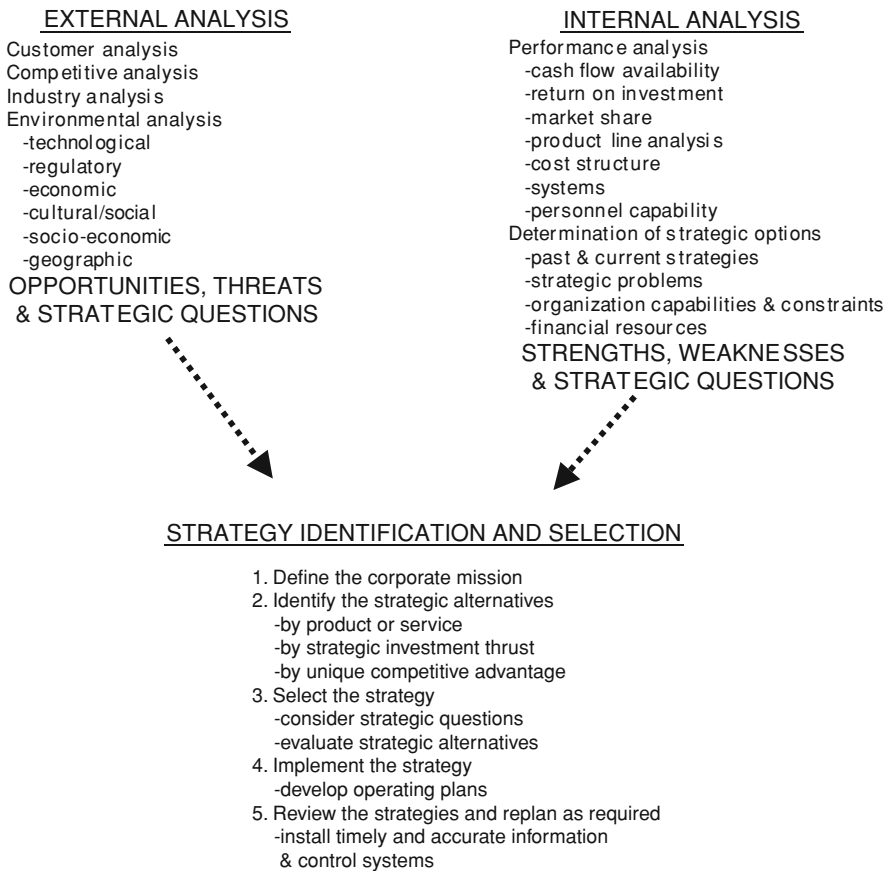 EXTERNAL ANALYSIS
Customer analysis
Competitive analysis
Industry analysis
Environmental analysis
-technological
-regulatory
-economic
-cultural/social
-socio-economic
-geographic
OPPORTUNITIES, THREATS
& STRATEGIC QUESTIONS
INTERNAL ANALYSIS
Performance analysis
-cash flow availability
-return on investment
-market share
-product line analysis
-cost structure
-systems
-personnel capability
Determination of strategic options
-past & current strategies
-strategic problems
-organization capabilities & constraints
-financial resources
STRENGTHS, WEAKNESSES
& STRATEGIC QUESTIONS
STRATEGY IDENTIFICATION AND SELECTION
1. Define the corporate mission
2. Identify the strategic alternatives
-by product or service
-by strategic investment thrust
-by unique competitive advantage
3. Select the strategy
-consider strategic questions
-evaluate strategic alternatives
4. Implement the strategy
-develop operating plans
5. Review the strategies and replan as required
-install timely and accurate information
& control systems